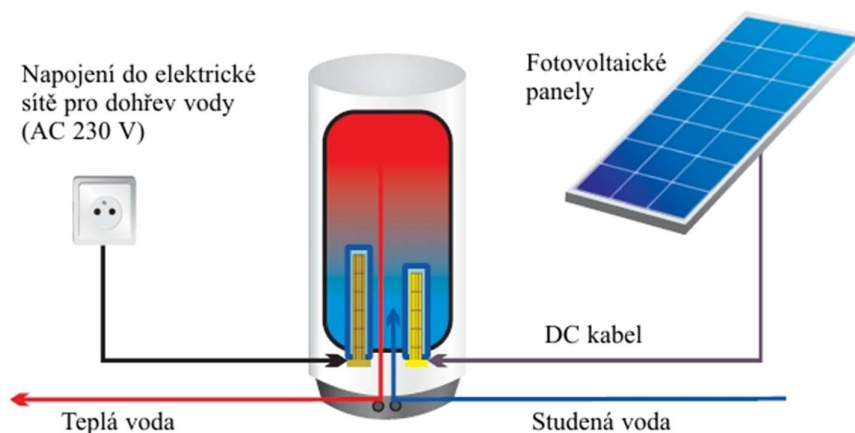 Napojení do elektrické
sítě pro dohřev vody
(AC 230 V)
Fotovoltaické
panely
DC kabel
Teplá voda
Studená voda